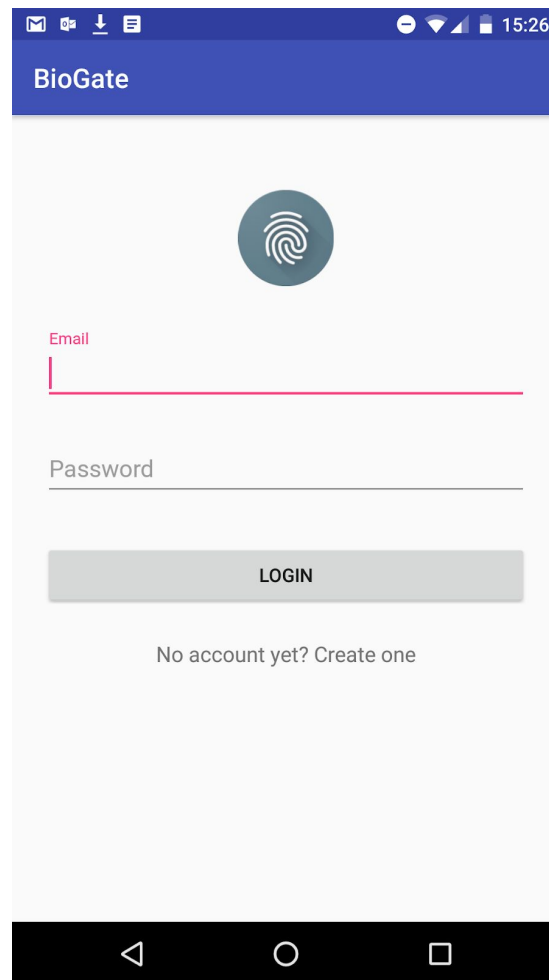 15:26
BioGate
Email
Password
LOGIN
No account yet? Create one